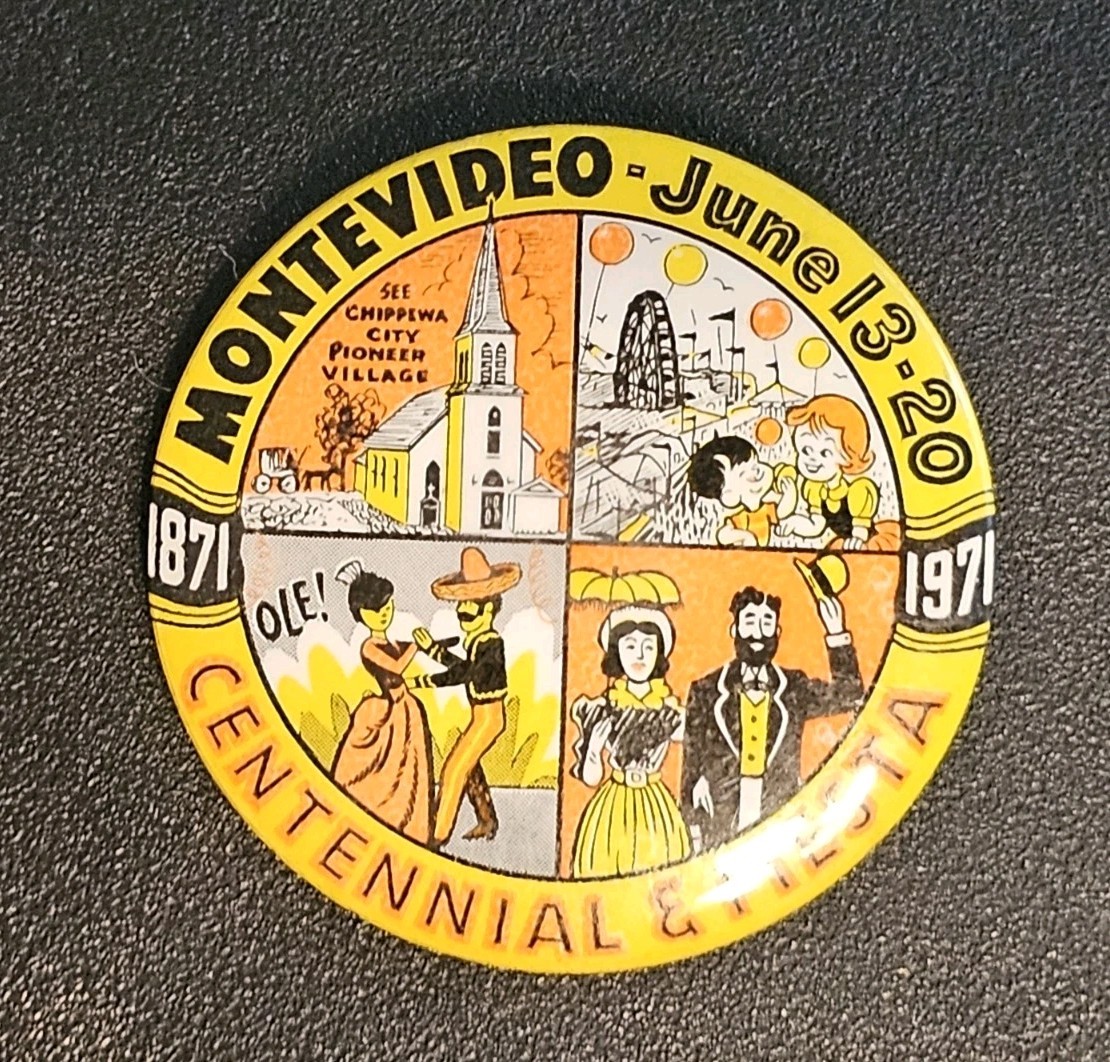 MONTEVIDEO - June 13-20
SEE
CHIPPEWA
CITY
PIONEER
VILLAGE
1871
1971
OLE!
CENTENNIAL & FIESTA